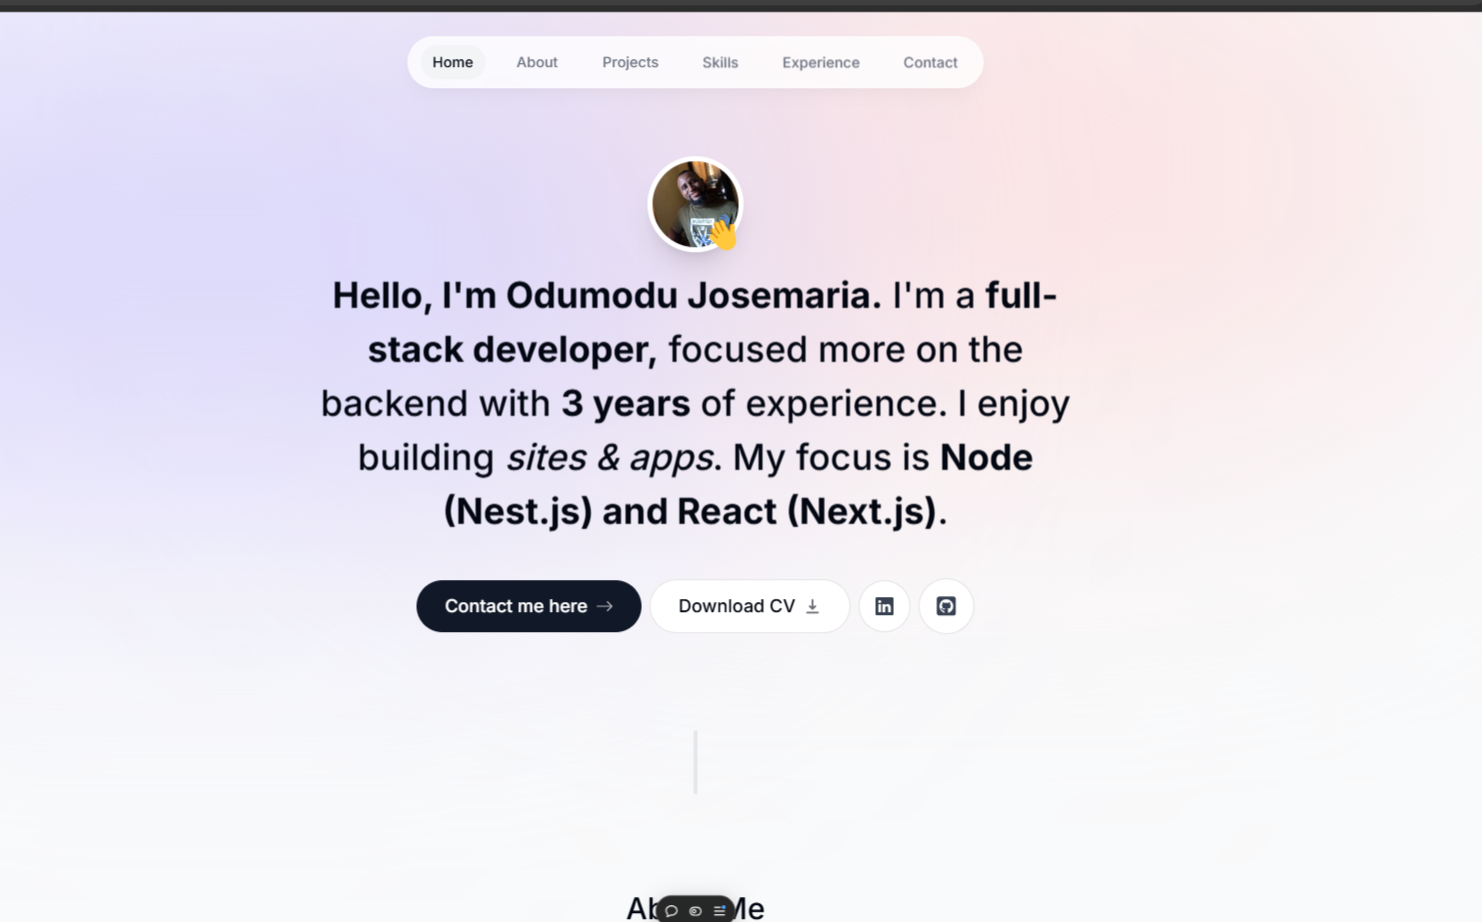 Home About Projects Skills Experience Contact
Hello, I'm Odumodu Josemaria. I'm a full-
stack developer, focused more on the
backend with 3 years of experience. I enjoy
building sites & apps. My focus is Node
(Nest.js) and React (Next.js).
Contact me here Download CV in
Me